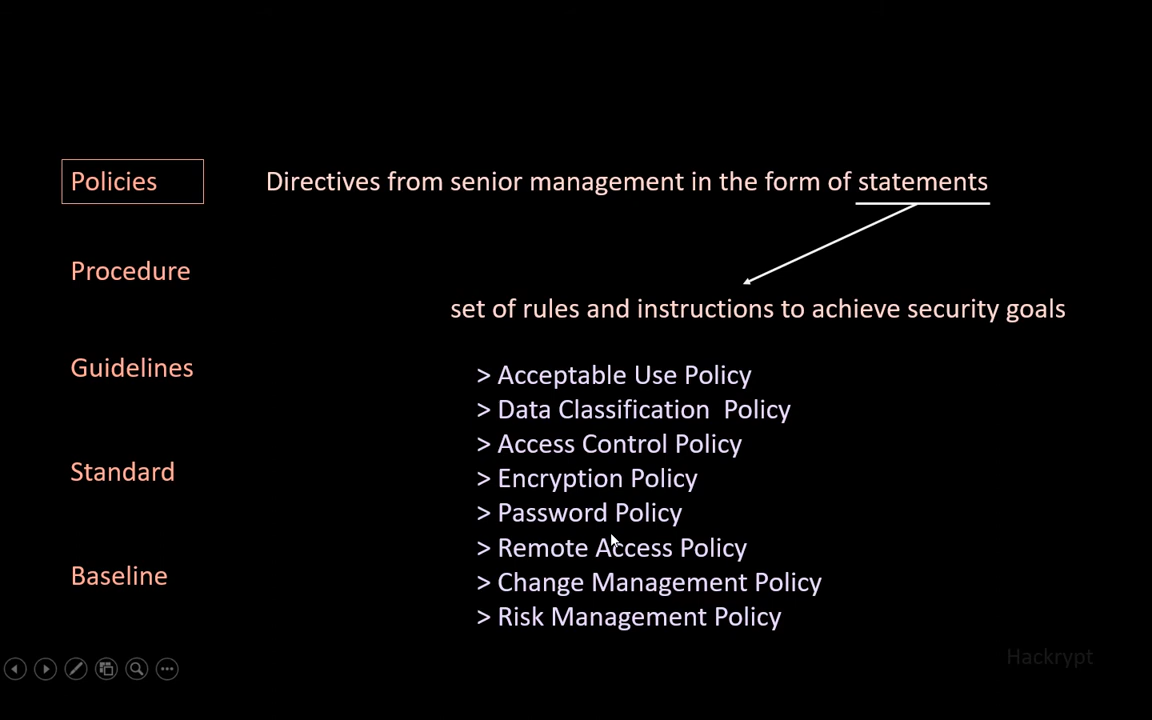 Policies
Directives from senior management in the form of statements
Procedure
set of rules and instructions to achieve security goals
Guidelines
> Acceptable Use Policy
> Data Classification  Policy
> Access Control Policy
Standard
> Encryption Policy
> Password Policy
> Remote Access Policy
Baseline
> Change Management Policy
> Risk Management Policy
Hackrypt